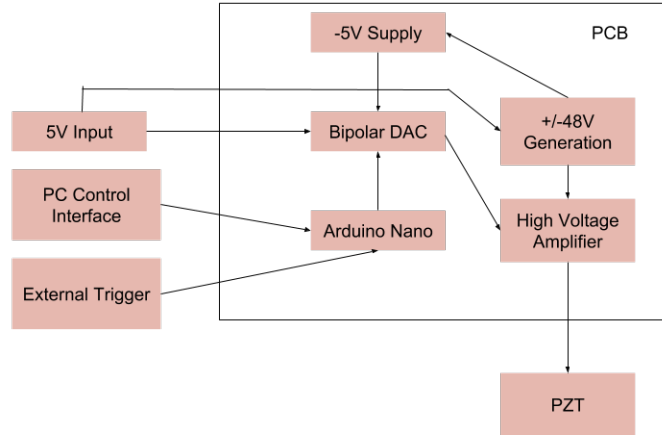 -5V Supply
PCB
5V Input
Bipolar DAC
+/-48V
Generation
PC Control
Interface
Arduino Nano
High Voltage
Amplifier
External Trigger
PZT